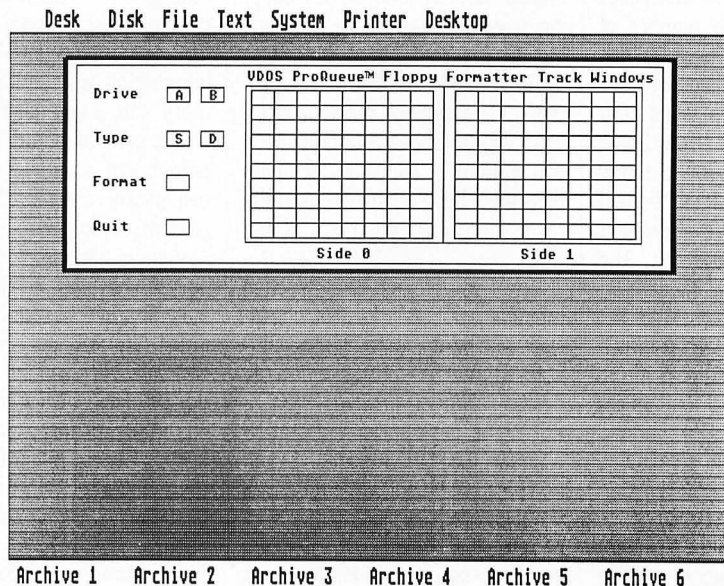 Desk Disk File Text System Printer Desktop
VDOS ProQueue™ Floppy Formatter Track Windows
Drive A B
Type S D
Format
Quit
Side 0 Side 1
Archive 1 Archive 2 Archive 3 Archive 4 Archive 5 Archive 6